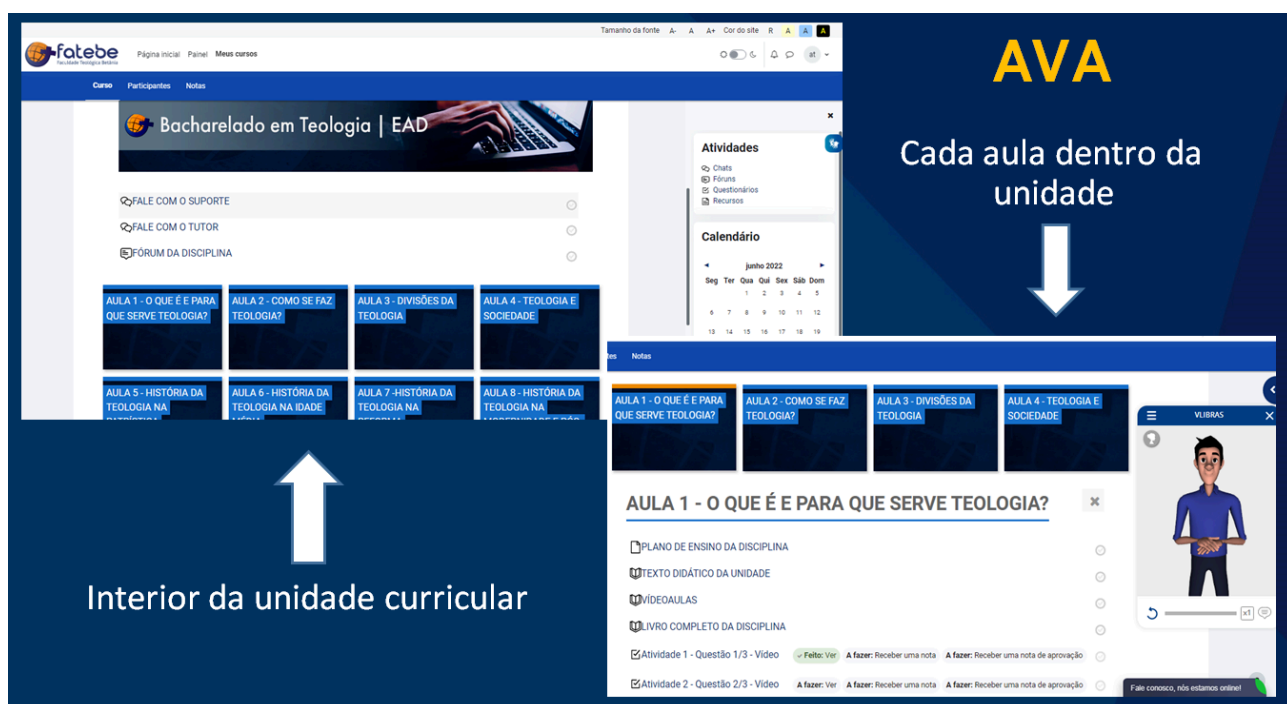 Tamanho da fonte A- A A+ Cor do site R A A A
fatebe
Faculdade Teológica Betânia
Página inicial Painel Meus cursos
at
Curso Participantes Notas
Bacharelado em Teologia | EAD
FALE COM O SUPORTE
FALE COM O TUTOR
FÓRUM DA DISCIPLINA
AULA 1 - O QUE É E PARA
QUE SERVE TEOLOGIA?
AULA 2 - COMO SE FAZ
TEOLOGIA?
AULA 3 - DIVISÕES DA
TEOLOGIA
AULA 4 - TEOLOGIA E
SOCIEDADE
AULA 5 - HISTÓRIA DA
TEOLOGIA NA
AULA 6 - HISTÓRIA DA
TEOLOGIA NA IDADE
AULA 7 -HISTÓRIA DA
TEOLOGIA NA
AULA 8 - HISTÓRIA DA
TEOLOGIA NA
Atividades
Chats
Fóruns
Questionários
Recursos
Calendário
junho 2022
Seg Ter Qua Qui Sex Sáb Dom
1 2 3 4 5
6 7 8 9 10 11 12
13 14 15 16 17 18 19
AVA
Cada aula dentro da
unidade
Interior da unidade curricular
tes Notas
AULA 1 - O QUE É E PARA
QUE SERVE TEOLOGIA?
AULA 2 - COMO SE FAZ
TEOLOGIA?
AULA 3 - DIVISÕES DA
TEOLOGIA
AULA 4 - TEOLOGIA E
SOCIEDADE
AULA 1 - O QUE É E PARA QUE SERVE TEOLOGIA?
PLANO DE ENSINO DA DISCIPLINA
TEXTO DIDÁTICO DA UNIDADE
VÍDEOAULAS
LIVRO COMPLETO DA DISCIPLINA
Atividade 1 - Questão 1/3 - Vídeo Feito: Ver A fazer: Receber uma nota A fazer: Receber uma nota de aprovação
Atividade 2 - Questão 2/3 - Vídeo A fazer: Ver A fazer: Receber uma nota A fazer: Receber uma nota de aprovação
VLIBRAS
x1
Fale conosco, nós estamos online!